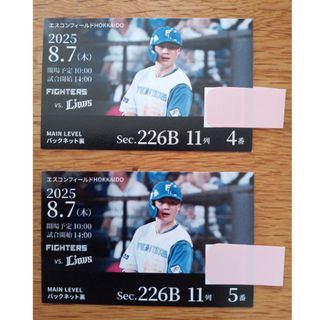 エスコンフィールドHOKKAIDO
2025
8.7(木)
開場予定 10:00
試合開始 14:00
FIGHTERS
vs. Lions
MAIN LEVEL
バックネット裏
Sec. 226B 11列 4番
FIGHTERS
エスコンフィールドHOKKAIDO
2025
8.7(木)
開場予定 10:00
試合開始 14:00
FIGHTERS
vs. Lions
MAIN LEVEL
バックネット裏
Sec. 226B 11列 5番
FIGHTERS